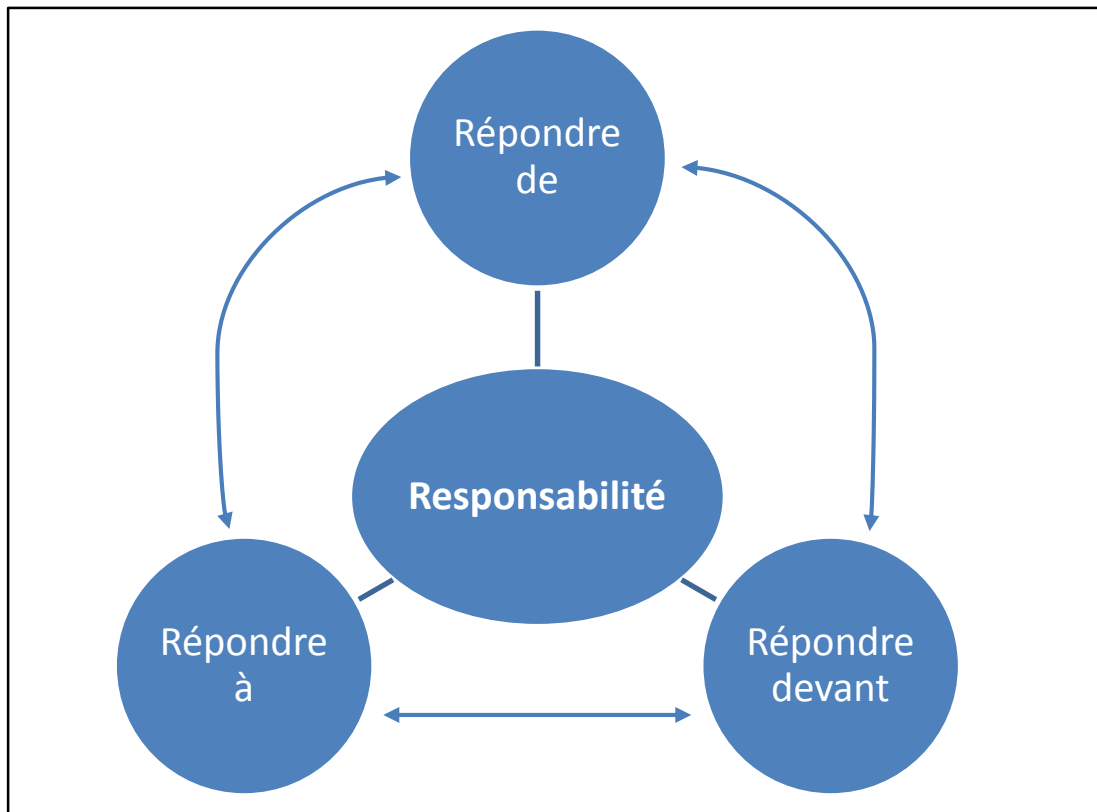 Répondre
de
Responsabilité
Répondre
à
Répondre
devant